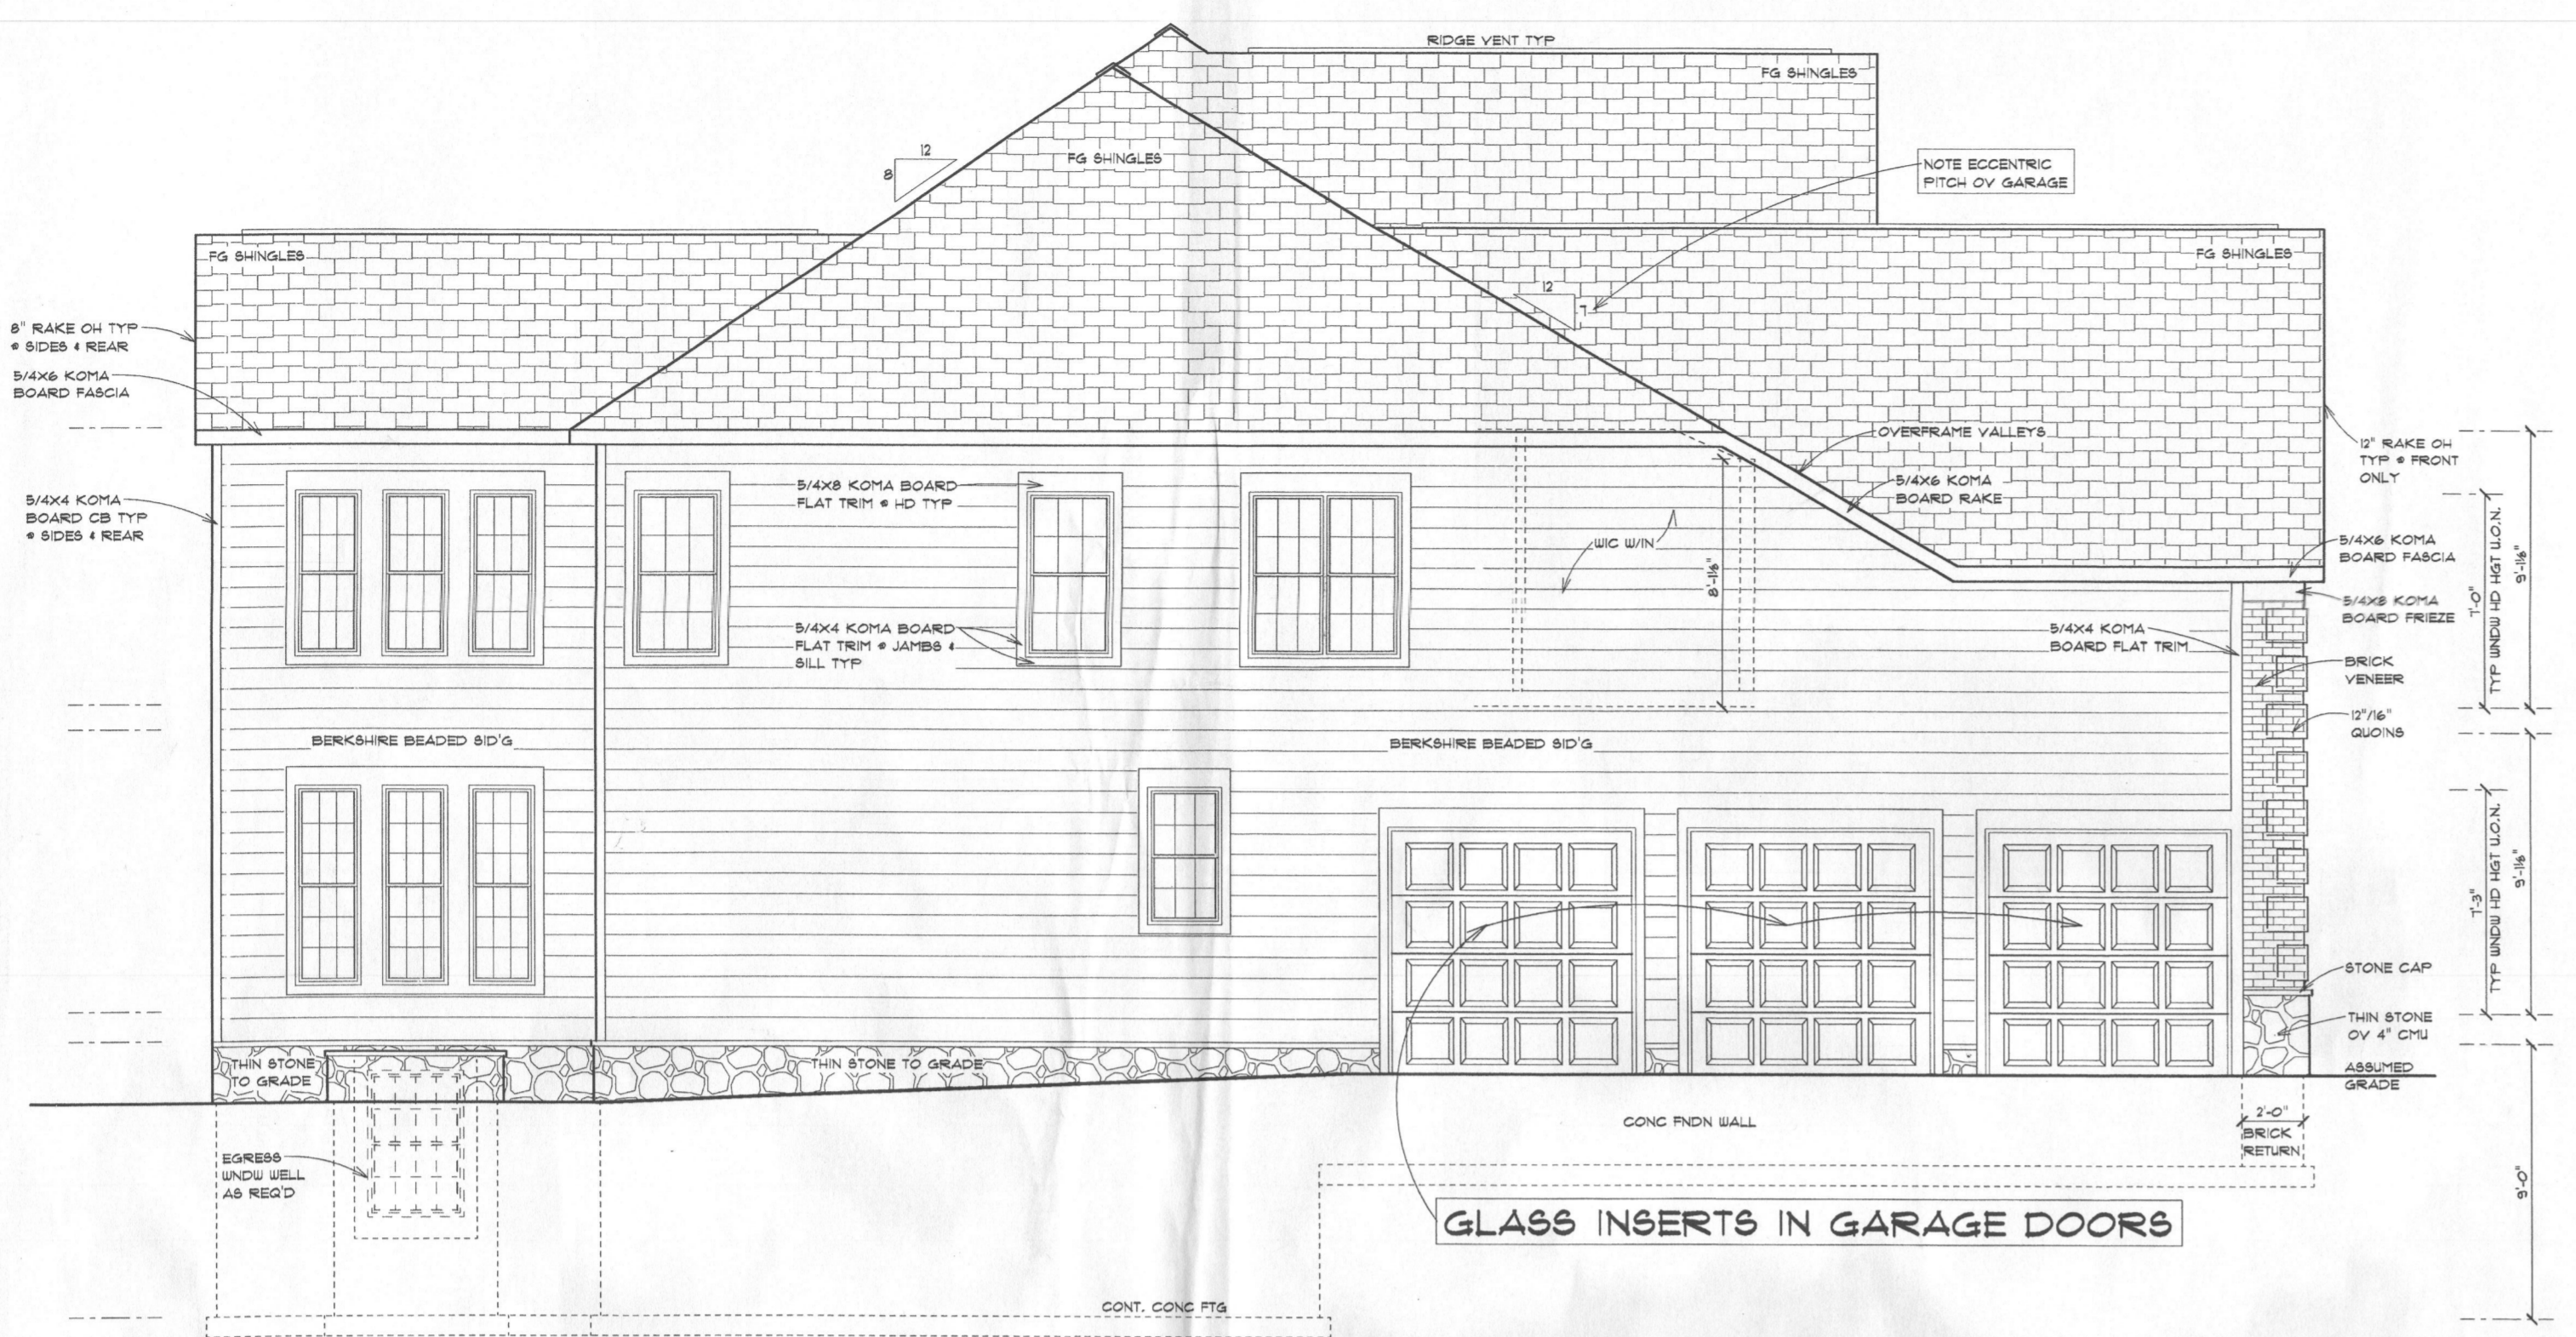 RIDGE VENT TYP
FG SHINGLES
NOTE ECCENTRIC
PITCH OV GARAGE
FG SHINGLES
12
8
FG SHINGLES
FG SHINGLES
12
7
8" RAKE OH TYP
@ SIDES & REAR
5/4X6 KOMA
BOARD FASCIA
5/4X4 KOMA
BOARD CB TYP
@ SIDES & REAR
OVERFRAME VALLEYS
5/4X6 KOMA
BOARD RAKE
12" RAKE OH
TYP @ FRONT
ONLY
5/4X8 KOMA BOARD
FLAT TRIM @ HD TYP
WIC W/IN
8'-1⅛"
5/4X6 KOMA
BOARD FASCIA
5/4X8 KOMA
BOARD FRIEZE
5/4X4 KOMA BOARD
FLAT TRIM @ JAMBS &
SILL TYP
5/4X4 KOMA
BOARD FLAT TRIM
BRICK
VENEER
12"/16"
QUOINS
7'-0"
TYP WNDW HD HGT U.O.N.
9'-1⅛"
BERKSHIRE BEADED SID'G
BERKSHIRE BEADED SID'G
7'-3"
TYP WNDW HD HGT U.O.N.
9'-1⅛"
STONE CAP
THIN STONE
OV 4" CMU
ASSUMED
GRADE
THIN STONE
TO GRADE
THIN STONE TO GRADE
CONC FNDN WALL
2'-0"
BRICK
RETURN
EGRESS
WNDW WELL
AS REQ'D
9'-0"
GLASS INSERTS IN GARAGE DOORS
CONT. CONC FTG